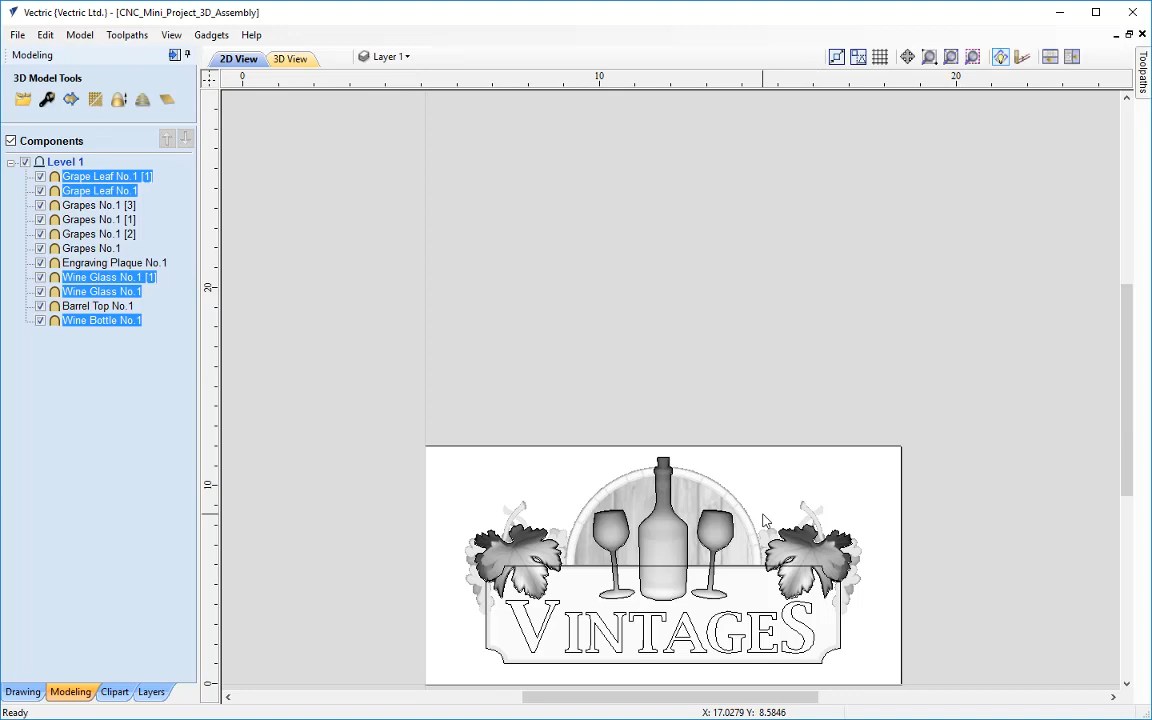 Vectric {Vectric Ltd.} - [CNC_Mini_Project_3D_Assembly]
File Edit Model Toolpaths View Gadgets Help
Modeling
2D View
3D View
Layer 1
Toolpaths
3D Model Tools
0 10 20
Components
Level 1
Grape Leaf No.1 [1]
Grape Leaf No.1
Grapes No.1 [3]
Grapes No.1 [1]
Grapes No.1 [2]
Grapes No.1
Engraving Plaque No.1
Wine Glass No.1 [1]
Wine Glass No.1
Barrel Top No.1
Wine Bottle No.1
20
10
0
VINTAGES
Drawing Modeling Clipart Layers
Ready
X: 17.0279 Y: 8.5846